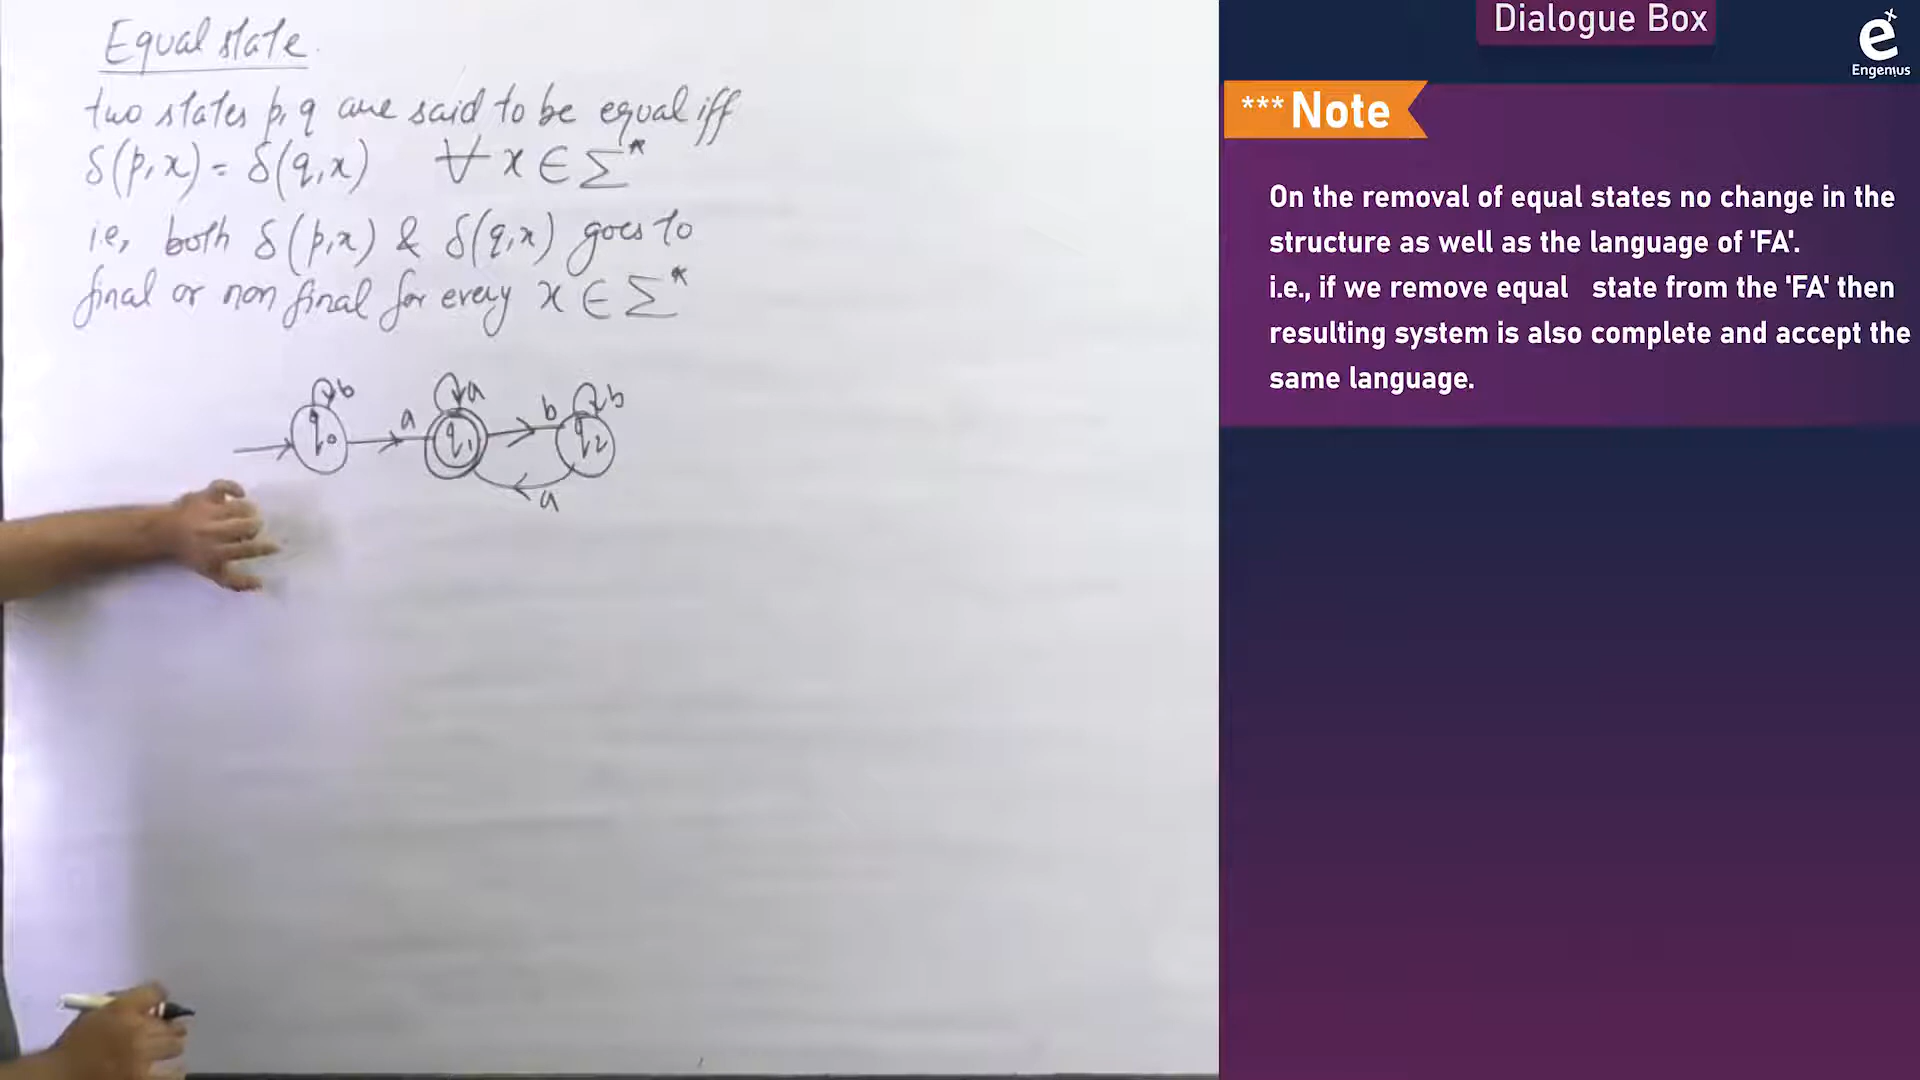 Equal state.
two states p, q are said to be equal iff
δ(p,x) = δ(q,x) ∀ x ∈ Σ*
i.e, both δ(p,x) & δ(q,x) goes to
final or non final for every x ∈ Σ*
b a b
a b
q0 q1 q2
a
Dialogue Box
ex
Engenius
*** Note
On the removal of equal states no change in the
structure as well as the language of 'FA'.
i.e., if we remove equal state from the 'FA' then
resulting system is also complete and accept the
same language.